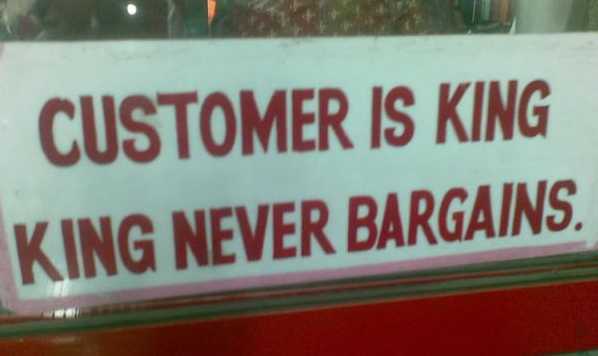 CUSTOMER IS KING
KING NEVER BARGAINS.